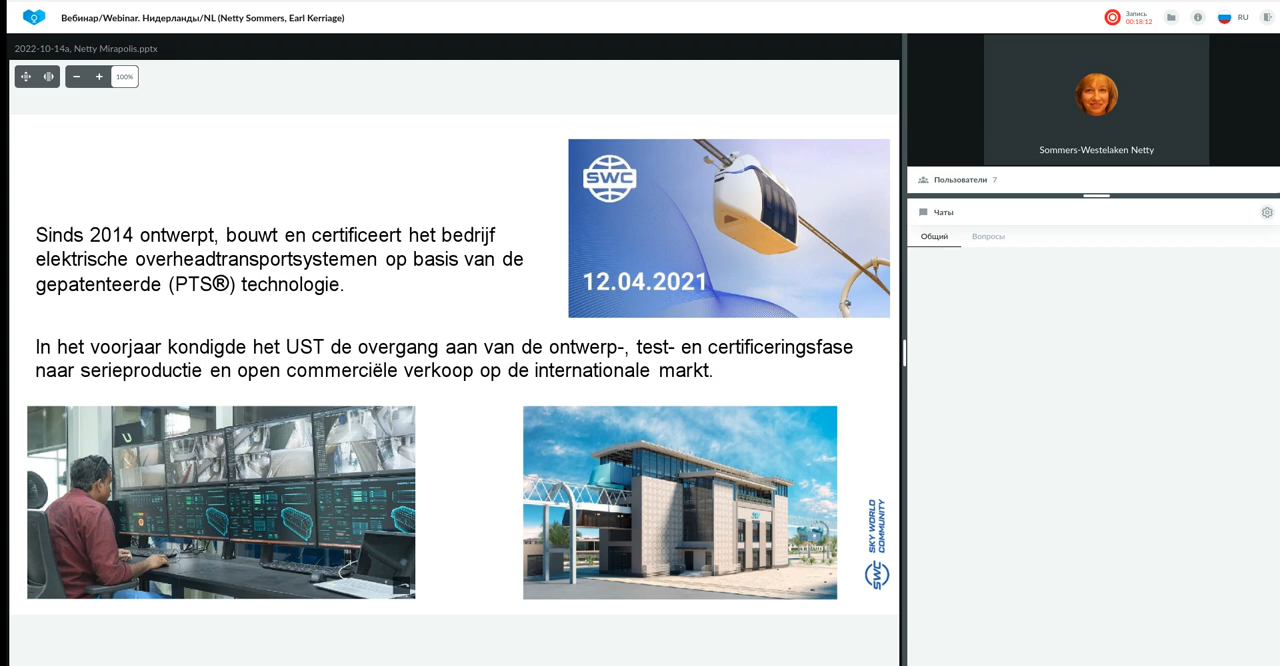 Вебинар/Webinar. Нидерланды/NL (Netty Sommers, Earl Kerriage)
Запись
00:18:12
RU
2022-10-14a, Netty Mirapolis.pptx
100%
SWC
12.04.2021
Sinds 2014 ontwerpt, bouwt en certificeert het bedrijf
elektrische overheadtransportsystemen op basis van de
gepatenteerde (PTS®) technologie.
In het voorjaar kondigde het UST de overgang aan van de ontwerp-, test- en certificeringsfase
naar serieproductie en open commerciële verkoop op de internationale markt.
U
SWC
SKY WORLD
COMMUNITY
Sommers-Westelaken Netty
Пользователи 7
Чаты
Общий
Вопросы